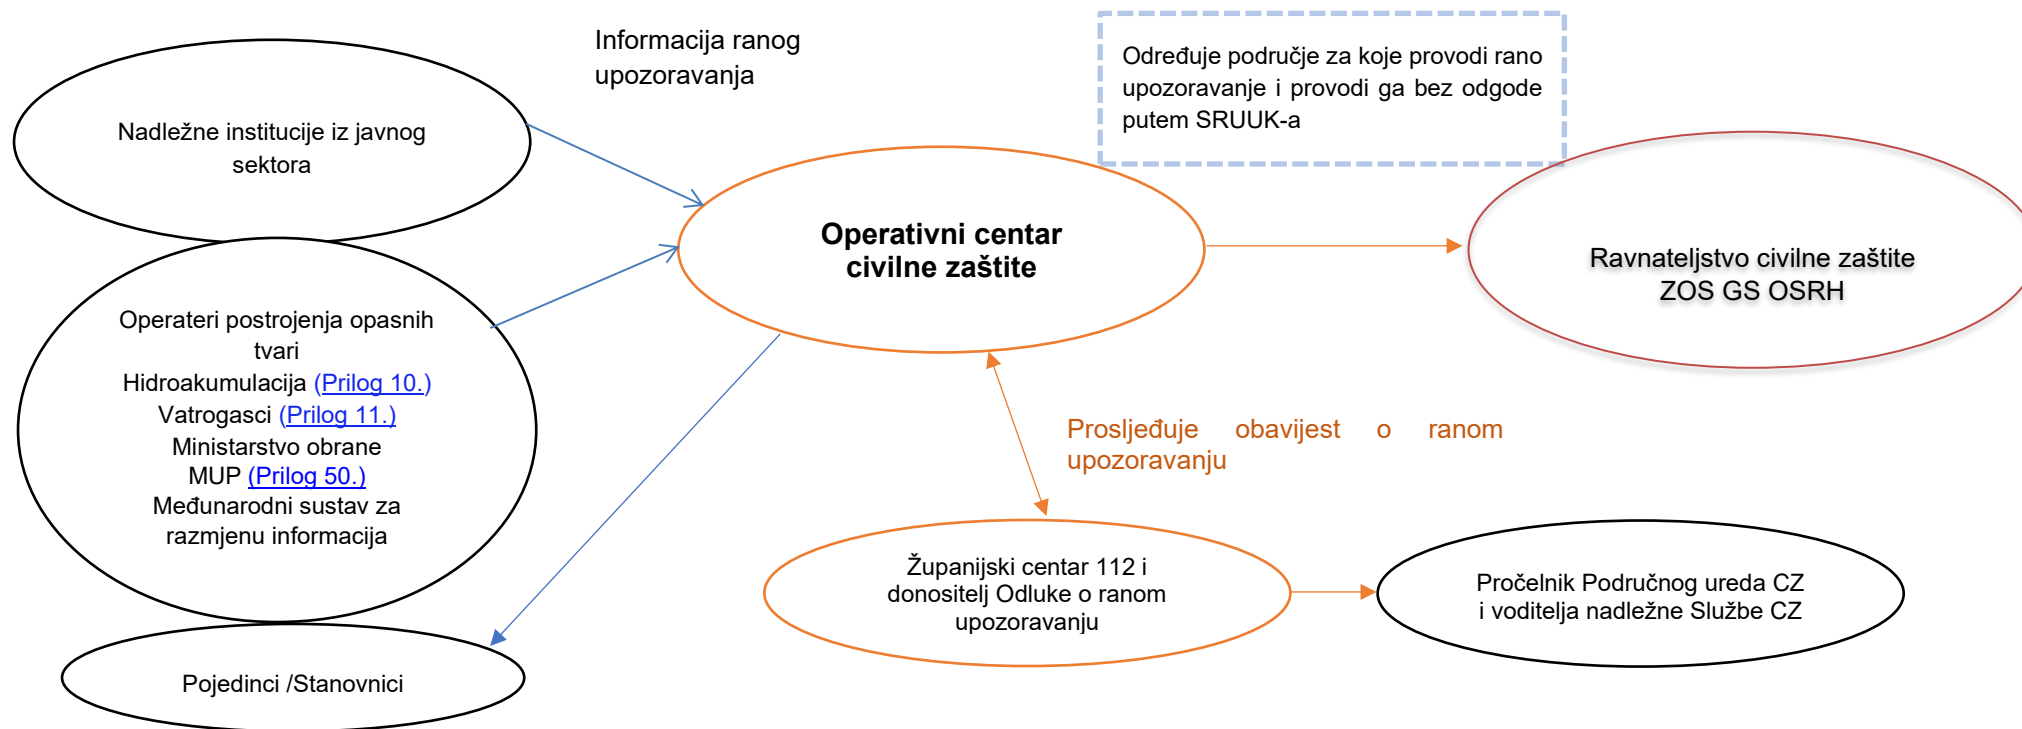 Informacija ranog
upozoravanja
Određuje područje za koje provodi rano
upozoravanje i provodi ga bez odgode
putem SRUUK-a
Nadležne institucije iz javnog
sektora
Operativni centar
civilne zaštite
Ravnateljstvo civilne zaštite
ZOS GS OSRH
Operateri postrojenja opasnih
tvari
Hidroakumulacija (Prilog 10.)
Vatrogasci (Prilog 11.)
Ministarstvo obrane
MUP (Prilog 50.)
Međunarodni sustav za
razmjenu informacija
Prosljeđuje obavijest o ranom
upozoravanju
Županijski centar 112 i
donositelj Odluke o ranom
upozoravanju
Pročelnik Područnog ureda CZ
i voditelja nadležne Službe CZ
Pojedinci /Stanovnici